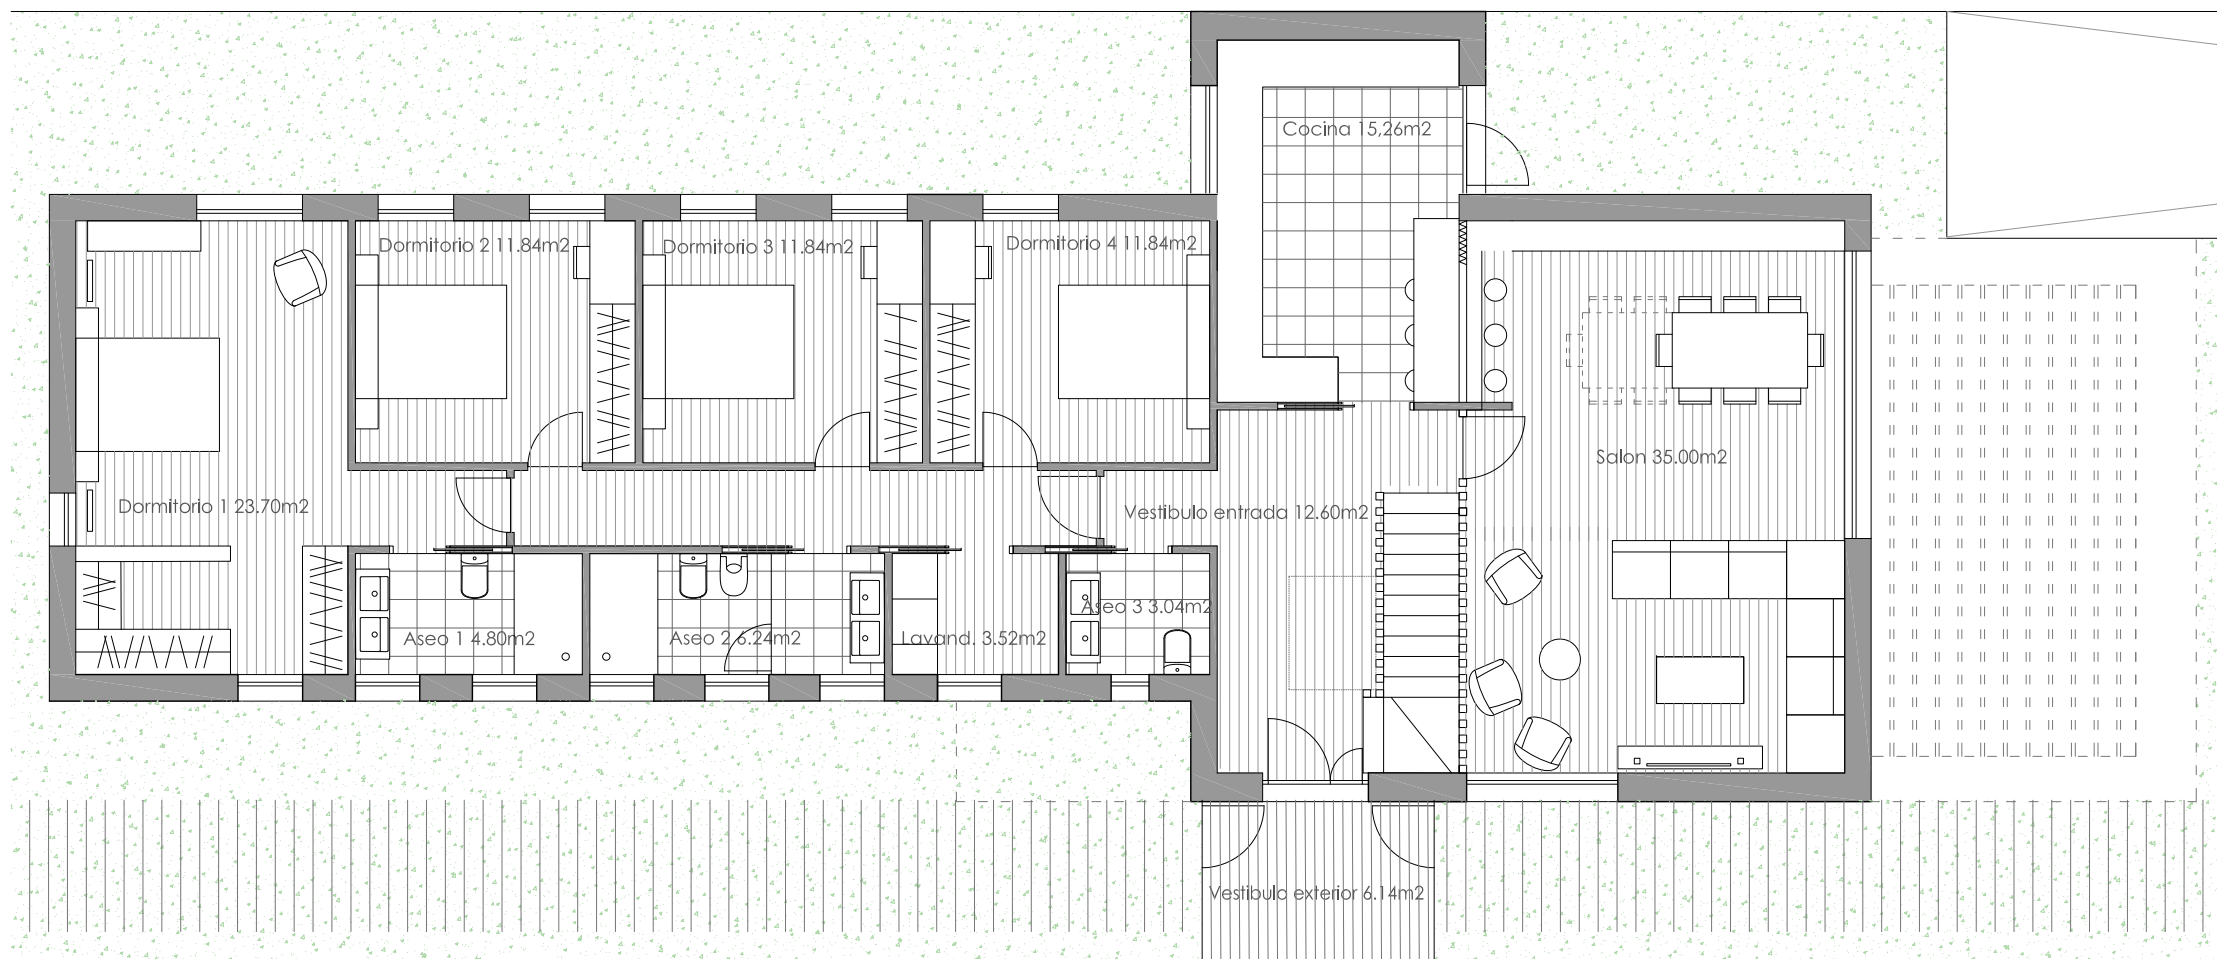 Cocina 15,26m2
Dormitorio 2 11.84m2
Dormitorio 3 11.84m2
Dormitorio 4 11.84m2
Salon 35.00m2
Dormitorio 1 23.70m2
Vestibulo entrada 12.60m2
Aseo 3 3.04m2
Aseo 1 4.80m2
Aseo 2 6.24m2
Lavand. 3.52m2
Vestibulo exterior 6.14m2